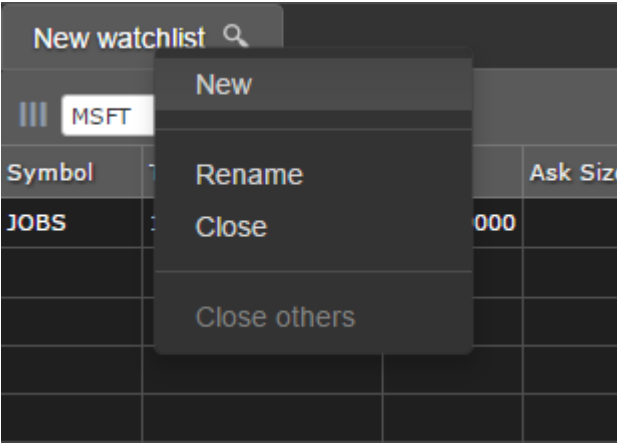 New watchlist
New
MSFT
Symbol
Ask Size
Rename
JOBS
000
Close
Close others